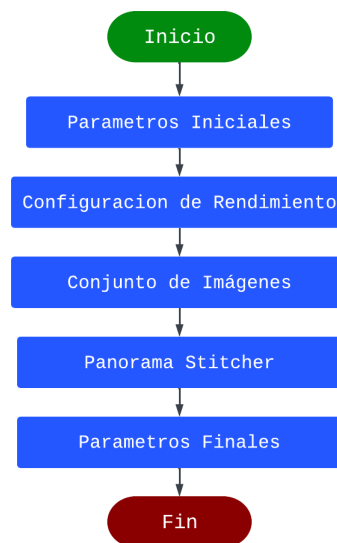 Inicio
Parametros Iniciales
Configuracion de Rendimiento
Conjunto de Imágenes
Panorama Stitcher
Parametros Finales
Fin